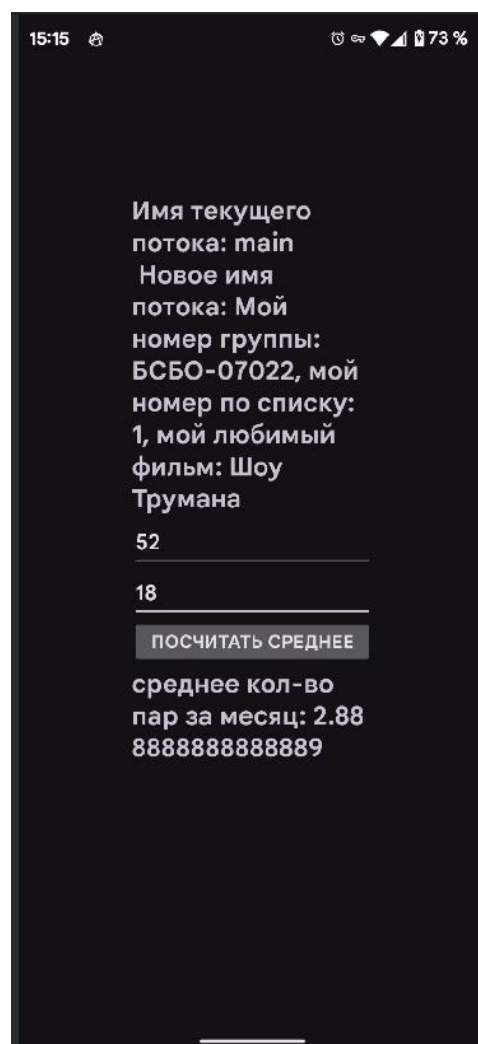 15:15 73 %
Имя текущего
потока: main
Новое имя
потока: Мой
номер группы:
БСБО-07022, мой
номер по списку:
1, мой любимый
фильм: Шоу
Трумана
52
18
ПОСЧИТАТЬ СРЕДНЕЕ
среднее кол-во
пар за месяц: 2.88
8888888888889